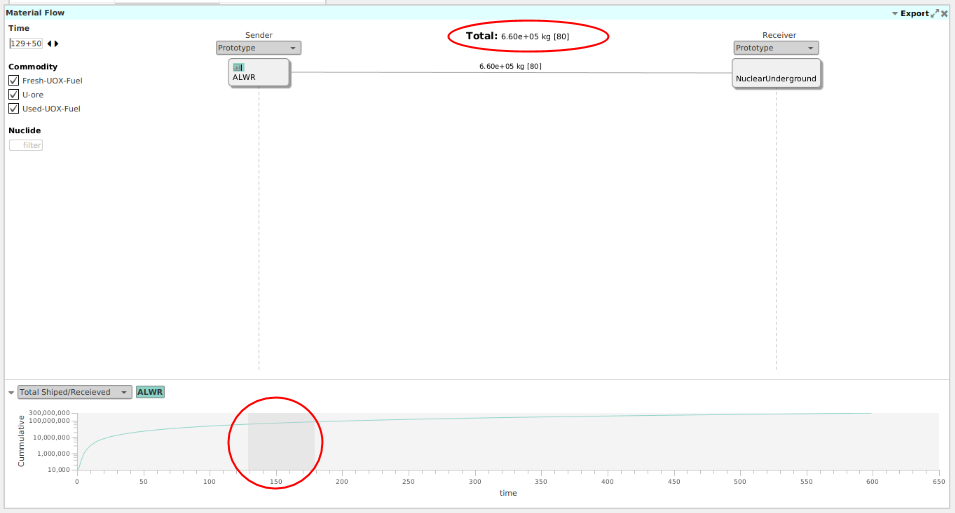 Material Flow
Export
Time
129+50
Commodity
Fresh-UOX-Fuel
U-ore
Used-UOX-Fuel
Nuclide
filter
Sender
Prototype
ALWR
Total: 6.60e+05 kg [80]
6.60e+05 kg [80]
Receiver
Prototype
NuclearUnderground
Total Shiped/Receieved
ALWR
Cummulative
300,000,000
100,000,000
10,000,000
1,000,000
10,000
0 50 100 150 200 250 300 350 400 450 500 550 600 650
time